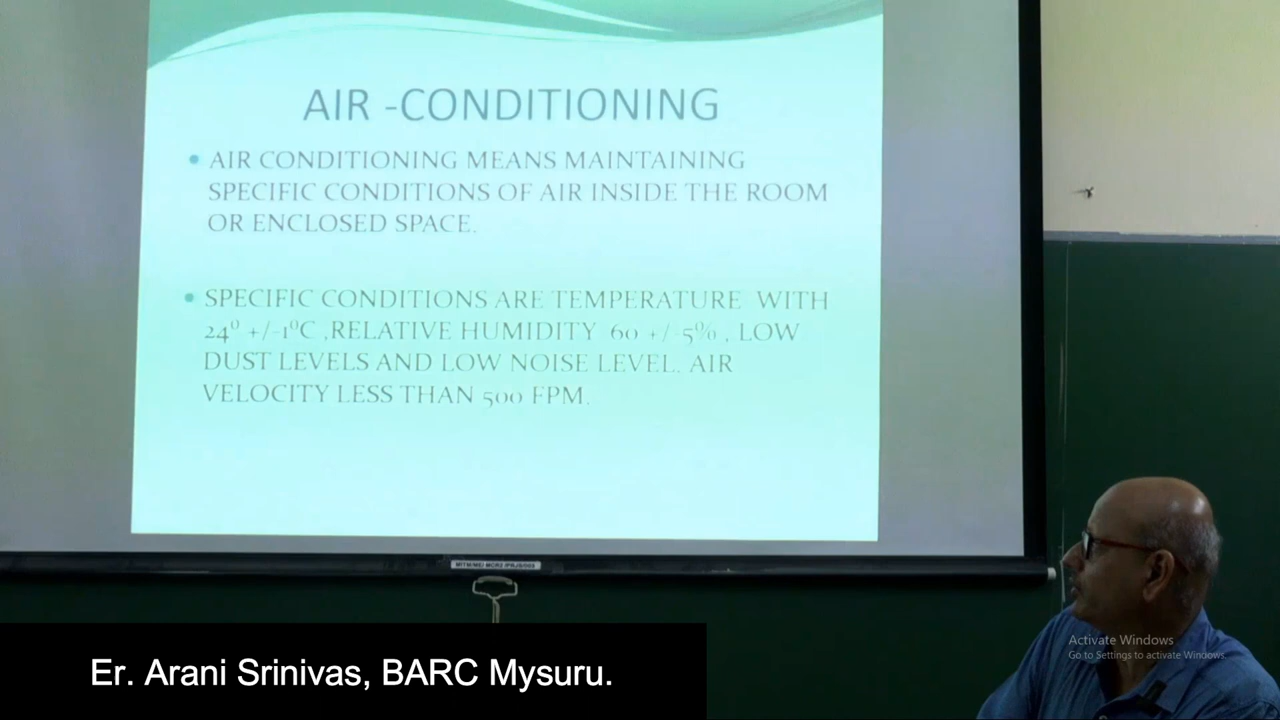 AIR -CONDITIONING
• AIR CONDITIONING MEANS MAINTAINING
SPECIFIC CONDITIONS OF AIR INSIDE THE ROOM
OR ENCLOSED SPACE.
• SPECIFIC CONDITIONS ARE TEMPERATURE WITH
24⁰ +/-1⁰C ,RELATIVE HUMIDITY 60 +/-5% , LOW
DUST LEVELS AND LOW NOISE LEVEL. AIR
VELOCITY LESS THAN 500 FPM.
Activate Windows
Go to Settings to activate Windows.
Er. Arani Srinivas, BARC Mysuru.